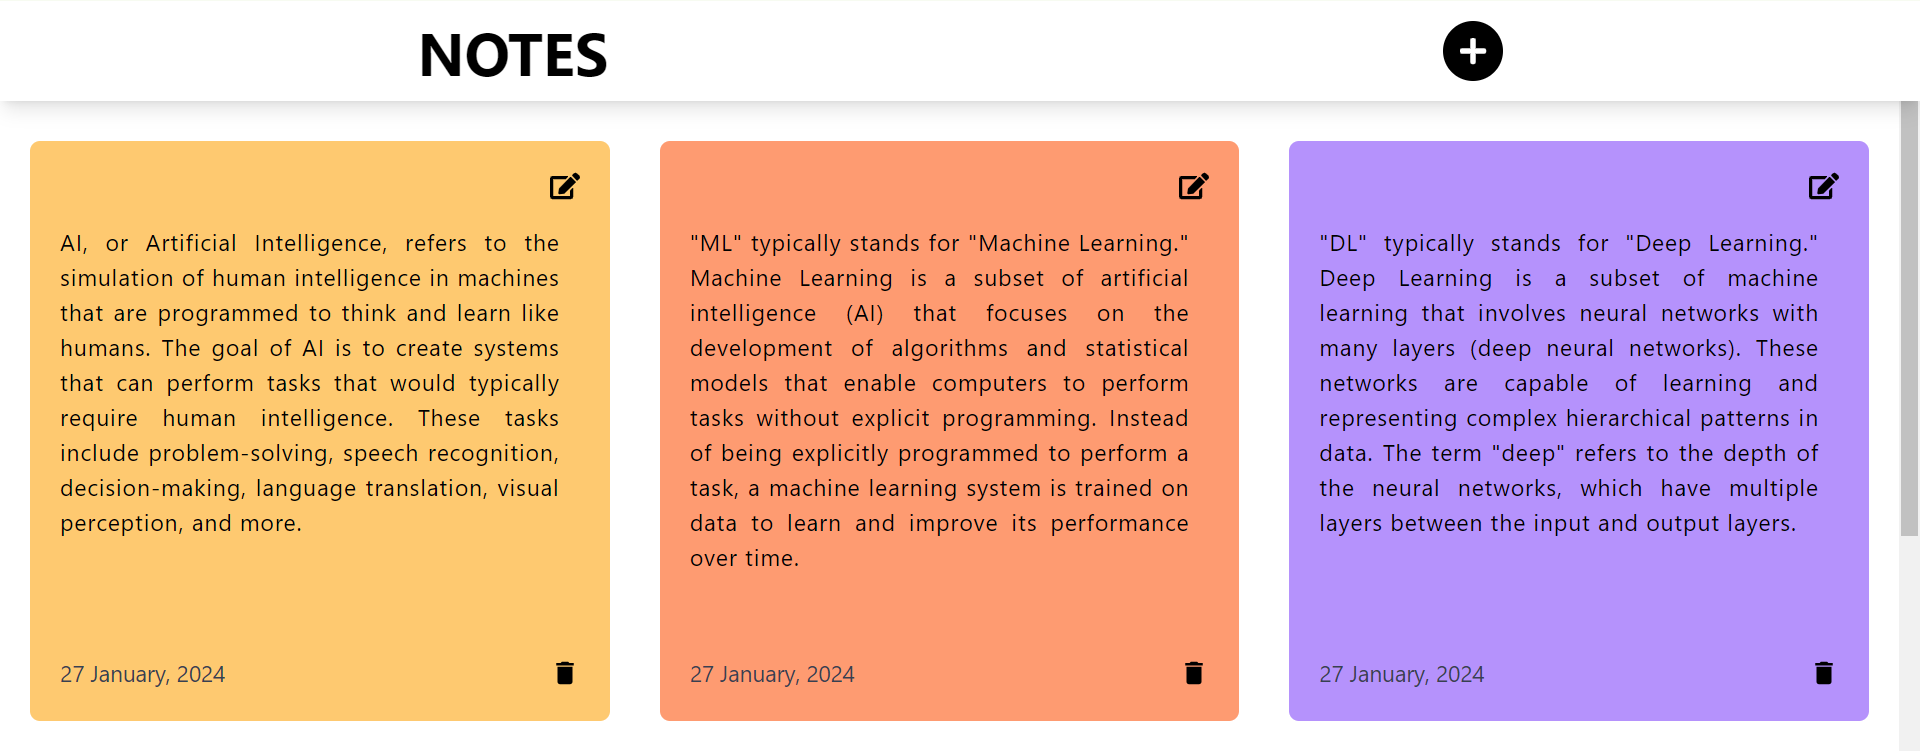 NOTES
AI, or Artificial Intelligence, refers to the
simulation of human intelligence in machines
that are programmed to think and learn like
humans. The goal of AI is to create systems
that can perform tasks that would typically
require human intelligence. These tasks
include problem-solving, speech recognition,
decision-making, language translation, visual
perception, and more.
27 January, 2024
"ML" typically stands for "Machine Learning."
Machine Learning is a subset of artificial
intelligence (AI) that focuses on the
development of algorithms and statistical
models that enable computers to perform
tasks without explicit programming. Instead
of being explicitly programmed to perform a
task, a machine learning system is trained on
data to learn and improve its performance
over time.
27 January, 2024
"DL" typically stands for "Deep Learning."
Deep Learning is a subset of machine
learning that involves neural networks with
many layers (deep neural networks). These
networks are capable of learning and
representing complex hierarchical patterns in
data. The term "deep" refers to the depth of
the neural networks, which have multiple
layers between the input and output layers.
27 January, 2024